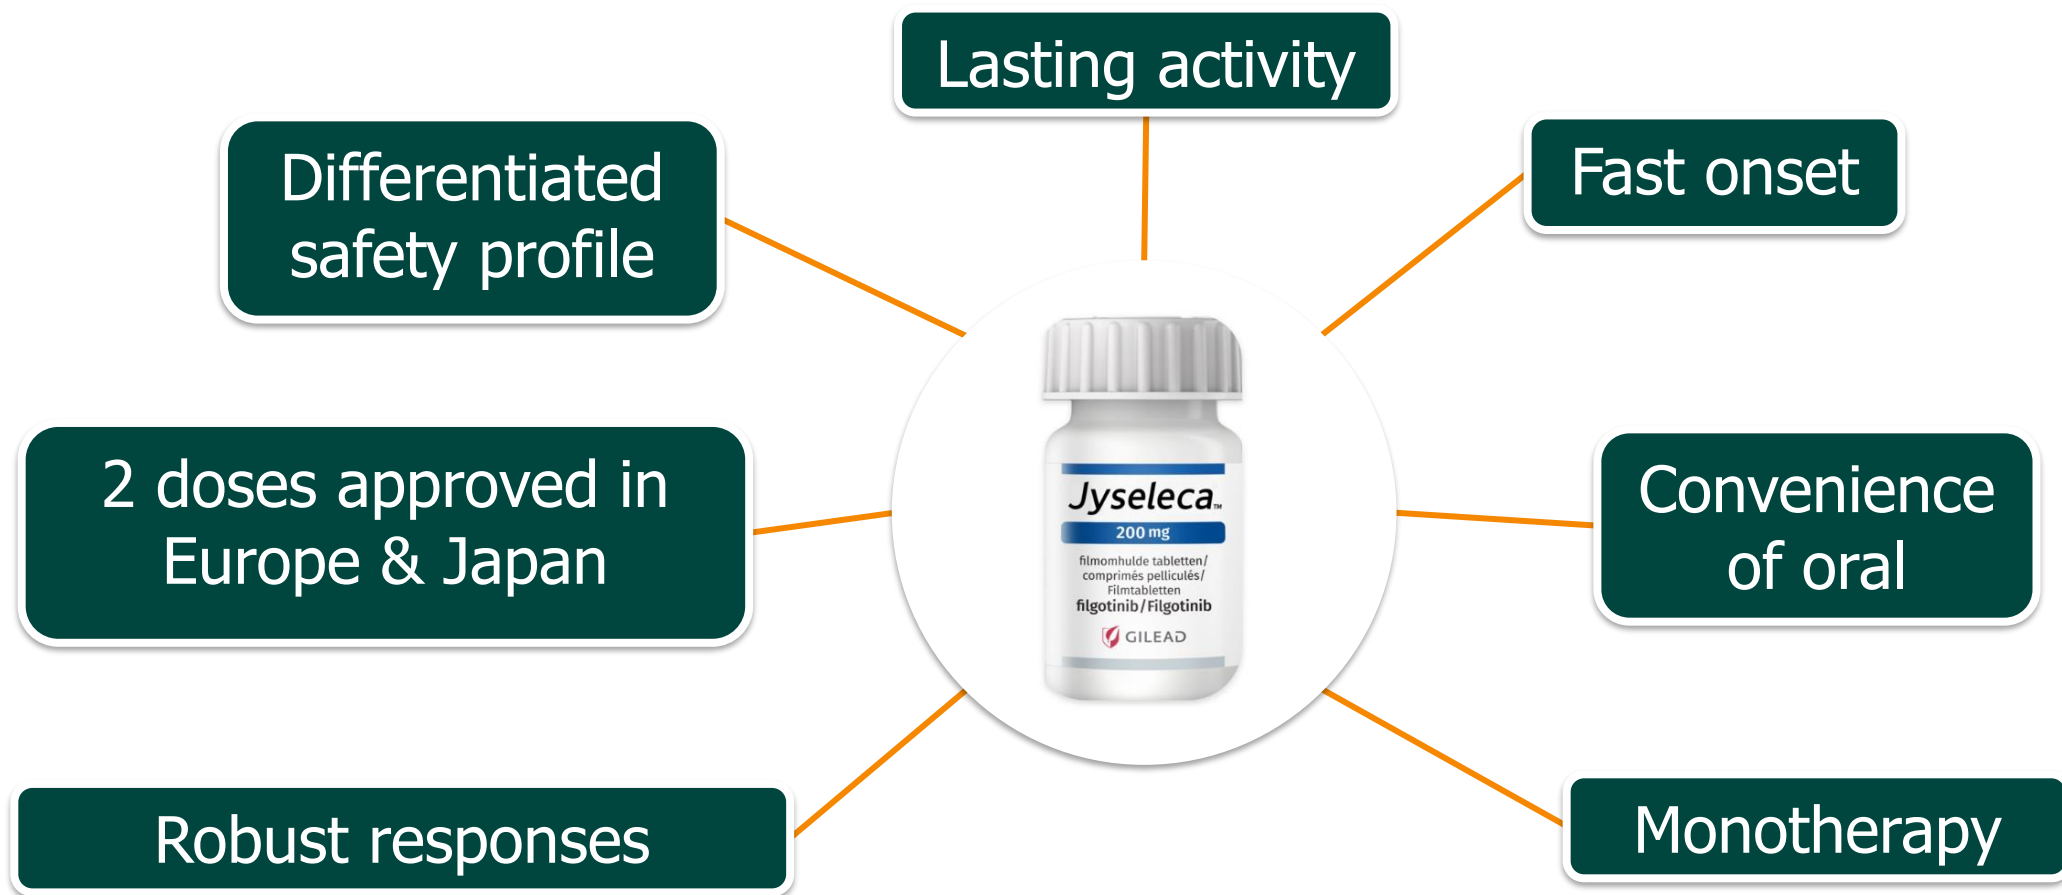 Lasting activity
Differentiated
safety profile
Fast onset
2 doses approved in
Europe & Japan
Convenience
of oral
Robust responses
Monotherapy
Jyseleca™
200 mg
filmomhulde tabletten/
comprimés pelliculés/
Filmtabletten
filgotinib/Filgotinib
GILEAD